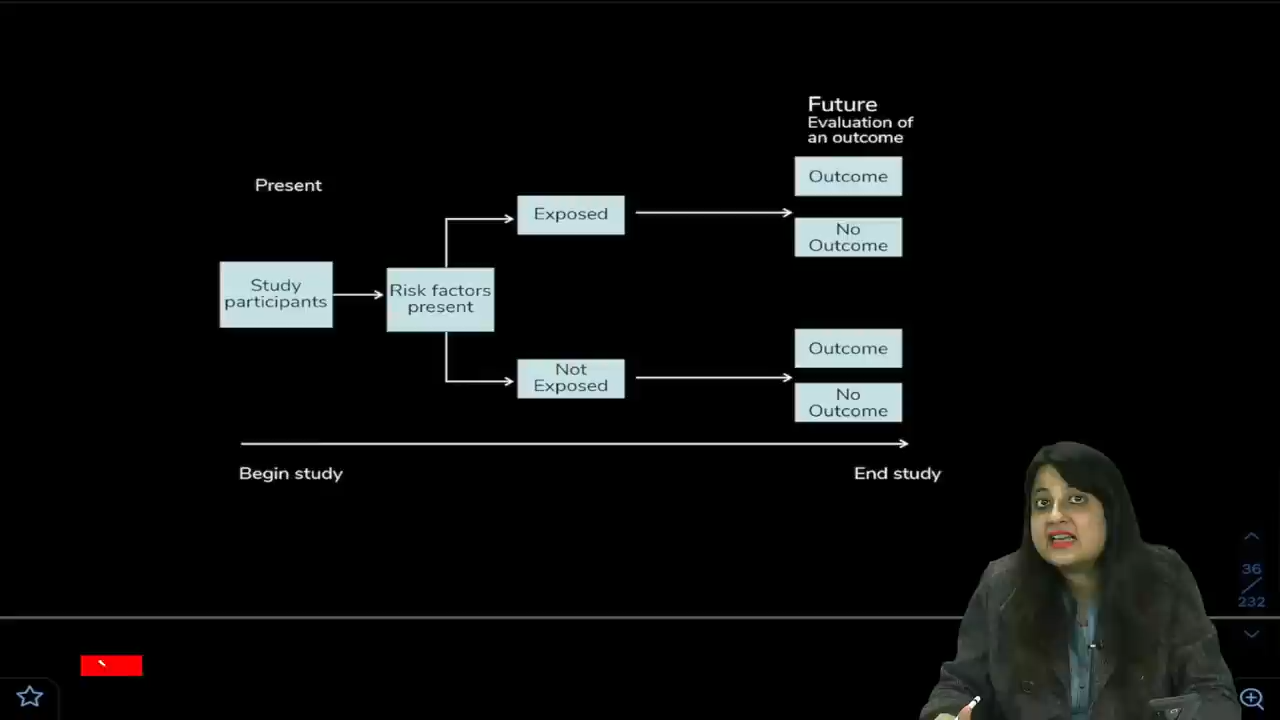 Future
Evaluation of
an outcome
Present
Outcome
No
Outcome
Exposed
Study
participants
Risk factors
present
Not
Exposed
Outcome
No
Outcome
Begin study
End study
36
232